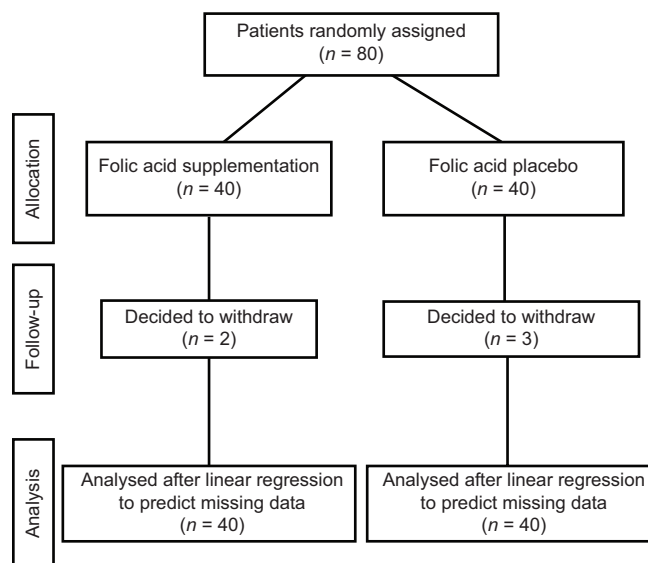 Patients randomly assigned
(n = 80)
Allocation
Folic acid supplementation
(n = 40)
Folic acid placebo
(n = 40)
Follow-up
Decided to withdraw
(n = 2)
Decided to withdraw
(n = 3)
Analysis
Analysed after linear regression
to predict missing data
(n = 40)
Analysed after linear regression
to predict missing data
(n = 40)